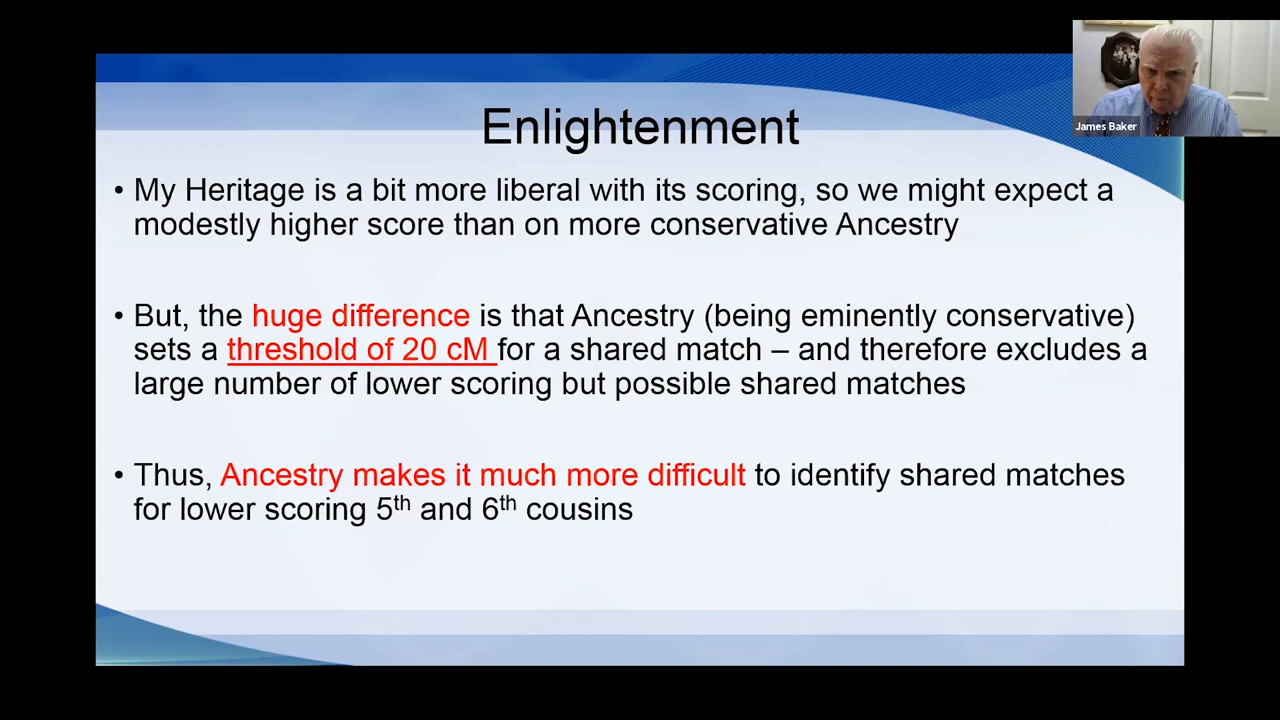 Enlightenment
James Baker
• My Heritage is a bit more liberal with its scoring, so we might expect a
modestly higher score than on more conservative Ancestry
• But, the huge difference is that Ancestry (being eminently conservative)
sets a threshold of 20 cM for a shared match – and therefore excludes a
large number of lower scoring but possible shared matches
• Thus, Ancestry makes it much more difficult to identify shared matches
for lower scoring 5th and 6th cousins